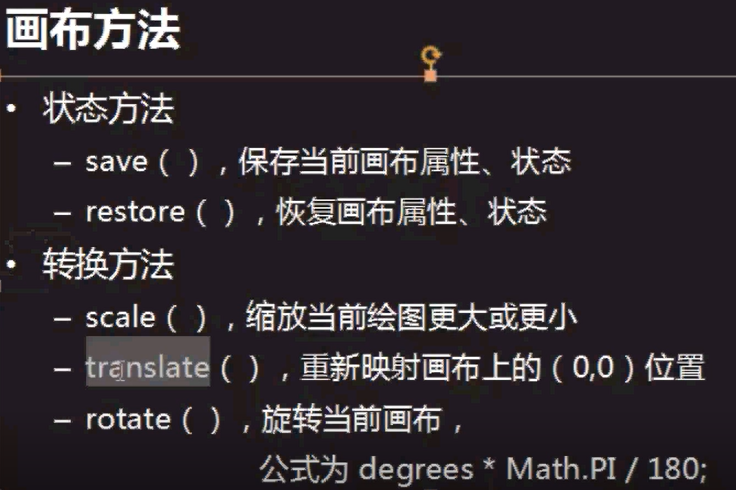 画布方法
• 状态方法
– save（ ），保存当前画布属性、状态
– restore（ ），恢复画布属性、状态
• 转换方法
– scale（ ），缩放当前绘图更大或更小
– translate（ ），重新映射画布上的（0,0）位置
– rotate（ ），旋转当前画布，
公式为 degrees * Math.PI / 180;